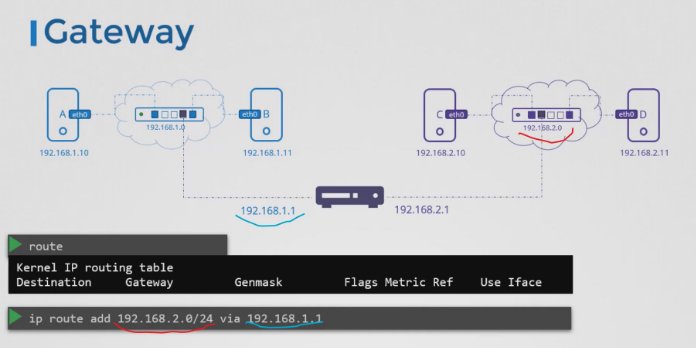 Gateway
A eth0
192.168.1.0
eth0 B
C eth0
192.168.2.0
eth0 D
192.168.1.10
192.168.1.11
192.168.2.10
192.168.2.11
192.168.1.1
192.168.2.1
route
Kernel IP routing table
Destination Gateway Genmask Flags Metric Ref Use Iface
ip route add 192.168.2.0/24 via 192.168.1.1